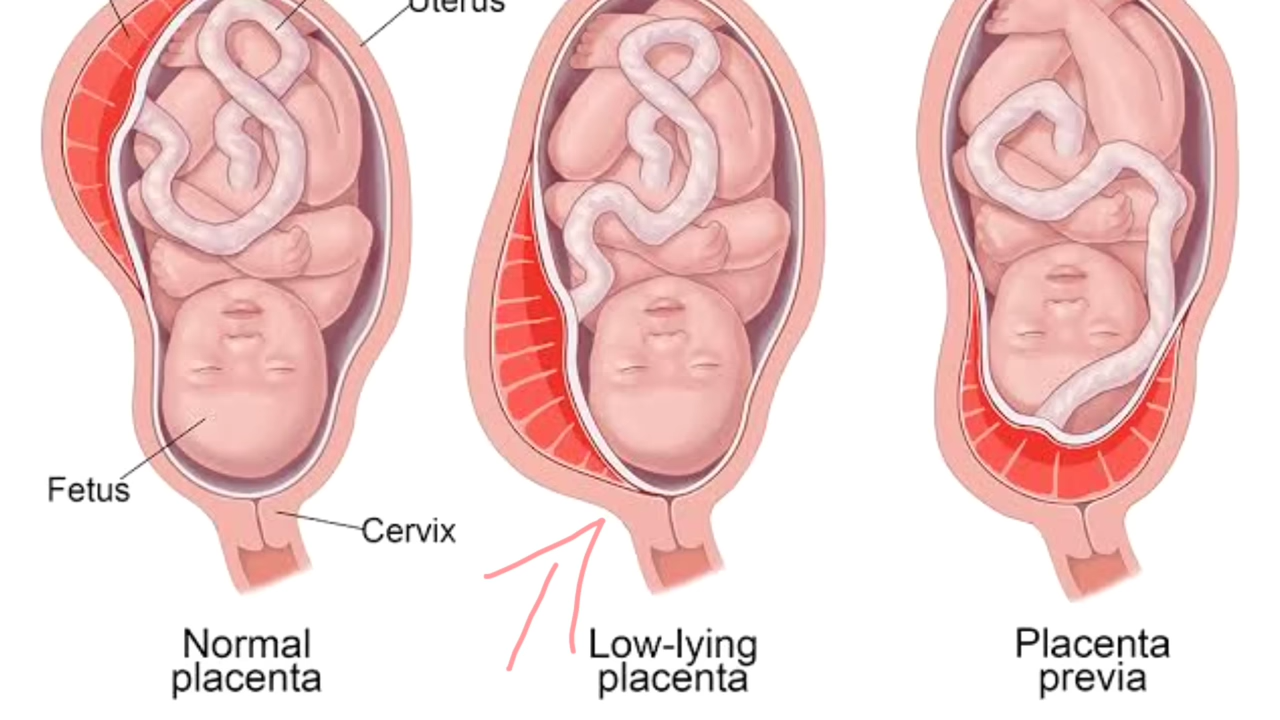 Uterus
Fetus
Cervix
Normal
placenta
Low-lying
placenta
Placenta
previa